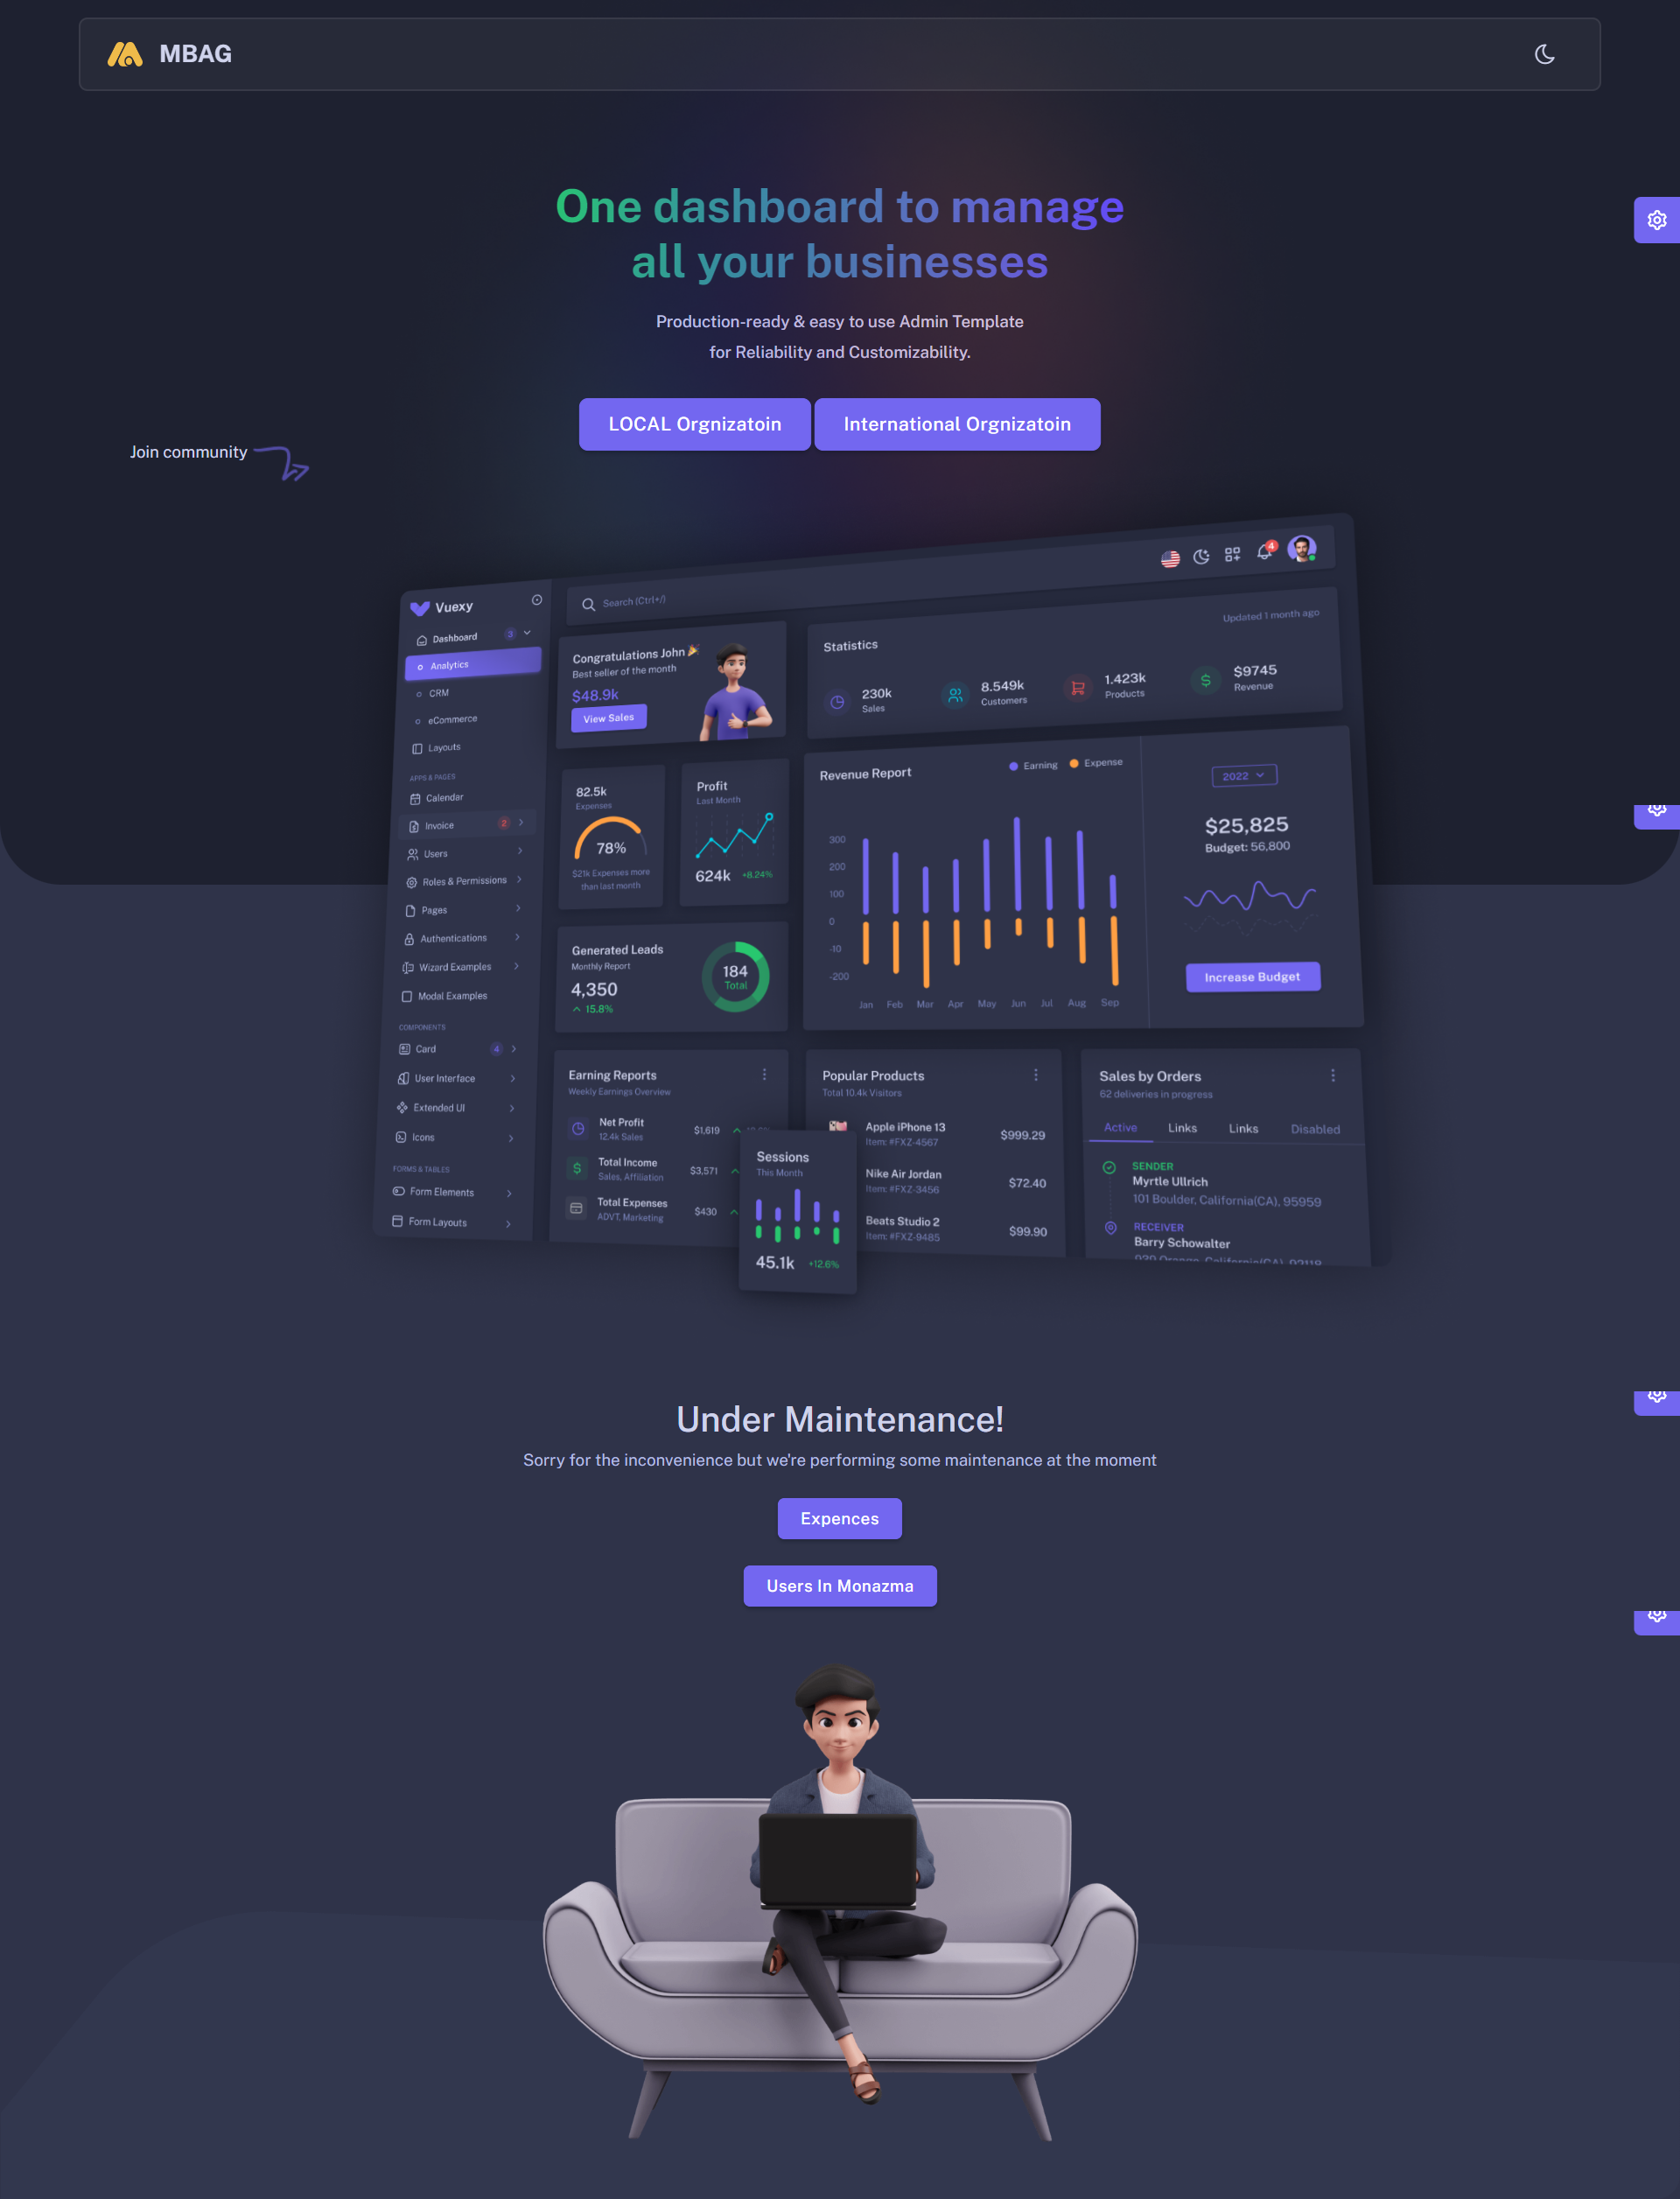 MBAG
One dashboard to manage
all your businesses
Production-ready & easy to use Admin Template
for Reliability and Customizability.
LOCAL Orgnizatoin
International Orgnizatoin
Join community
Vuexy
Search (Ctrl+/)
4
Dashboard
3
Analytics
CRM
eCommerce
Layouts
APPS & PAGES
Calendar
Invoice
2
Users
Roles & Permissions
Pages
Authentications
Wizard Examples
Modal Examples
COMPONENTS
Card
4
User Interface
Extended UI
Icons
FORMS & TABLES
Form Elements
Form Layouts
Congratulations John
Best seller of the month
$48.9k
View Sales
Statistics
Updated 1 month ago
230k
Sales
8.549k
Customers
1.423k
Products
$9745
Revenue
82.5k
Expenses
78%
$21k Expenses more
than last month
Profit
Last Month
624k
+8.24%
Revenue Report
Earning
Expense
300
200
100
0
-10
-200
Jan Feb Mar Apr May Jun Jul Aug Sep
2022
$25,825
Budget: 56,800
Increase Budget
Generated Leads
Monthly Report
4,350
15.8%
184
Total
Earning Reports
Weekly Earnings Overview
Net Profit
12.4k Sales
$1,619
Total Income
Sales, Affiliation
$3,571
Total Expenses
ADVT, Marketing
$430
Sessions
This Month
45.1k
+12.6%
Popular Products
Total 10.4k Visitors
Apple iPhone 13
Item: #FXZ-4567
$999.29
Nike Air Jordan
Item: #FXZ-3456
$72.40
Beats Studio 2
Item: #FXZ-9485
$99.90
Sales by Orders
62 deliveries in progress
Active Links Links Disabled
SENDER
Myrtle Ullrich
101 Boulder, California(CA), 95959
RECEIVER
Barry Schowalter
939 Orange, California(CA), 92118
Under Maintenance!
Sorry for the inconvenience but we're performing some maintenance at the moment
Expences
Users In Monazma